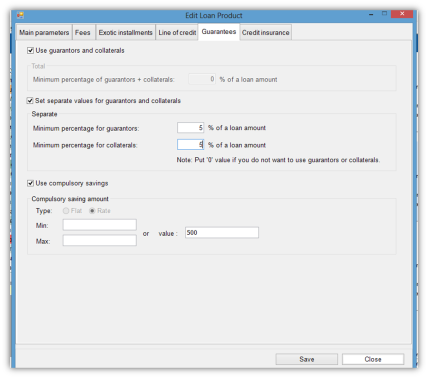 Edit Loan Product
Main parameters Fees Exotic installments Line of credit Guarantees Credit insurance
Use guarantors and collaterals
Total
Minimum percentage of guarantors + collaterals: 0 % of a loan amount
Set separate values for guarantors and collaterals
Separate
Minimum percentage for guarantors: 5 % of a loan amount
Minimum percentage for collaterals: 5 % of a loan amount
Note: Put '0' value if you do not want to use guarantors or collaterals.
Use compulsory savings
Compulsory saving amount
Type: Flat Rate
Min:
or value : 500
Max:
Save Close